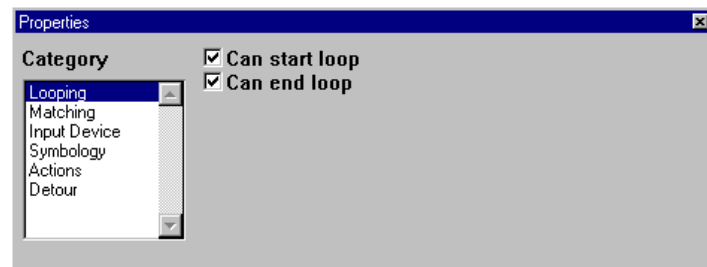 Properties
Category
Looping
Matching
Input Device
Symbology
Actions
Detour
Can start loop
Can end loop